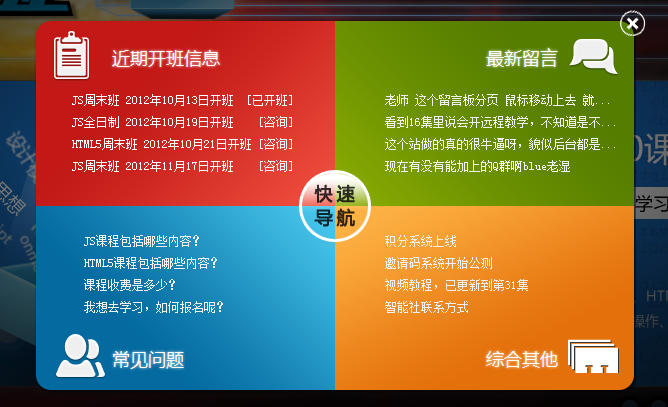 近期开班信息
JS周末班 2012年10月13日开班 [已开班]
JS全日制 2012年10月19日开班 [咨询]
HTML5周末班 2012年10月21日开班 [咨询]
JS周末班 2012年11月17日开班 [咨询]
最新留言
老师 这个留言板分页 鼠标移动上去 就...
看到16集里说会开远程教学，不知道是不...
这个站做的真的很牛逼呀，貌似后台都是...
现在有没有能加上的Q群啊blue老湿
快速
导航
JS课程包括哪些内容？
HTML5课程包括哪些内容？
课程收费是多少？
我想去学习，如何报名呢？
常见问题
积分系统上线
邀请码系统开始公测
视频教程，已更新到第31集
智能社联系方式
综合其他
思想
0课
学习
、HTM
操作、